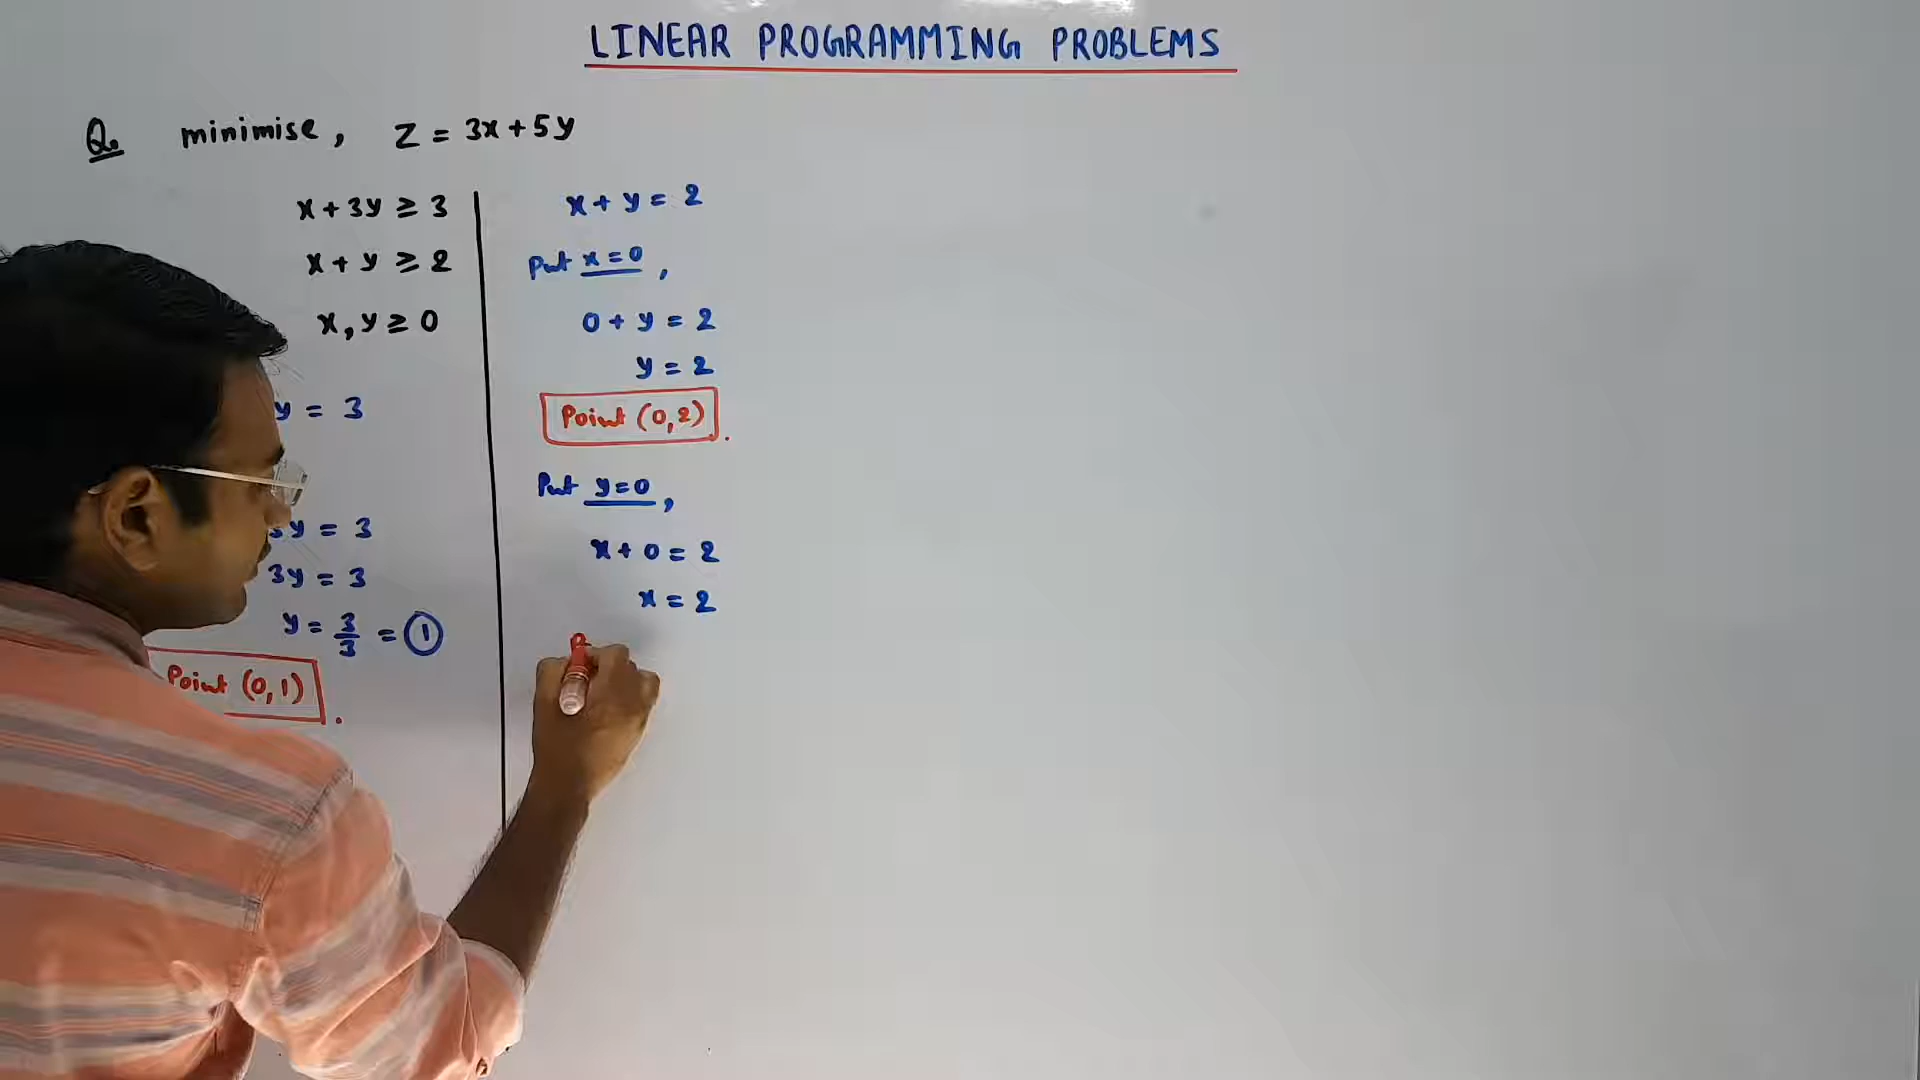 LINEAR PROGRAMMING PROBLEMS
Q. minimise, Z = 3x + 5y
x + 3y ≥ 3
x + y ≥ 2
x, y ≥ 0
y = 3
3y = 3
3y = 3
y = 3/3 = 1
Point (0,1).
x + y = 2
Put x = 0,
0 + y = 2
y = 2
Point (0,2).
Put y = 0,
x + 0 = 2
x = 2